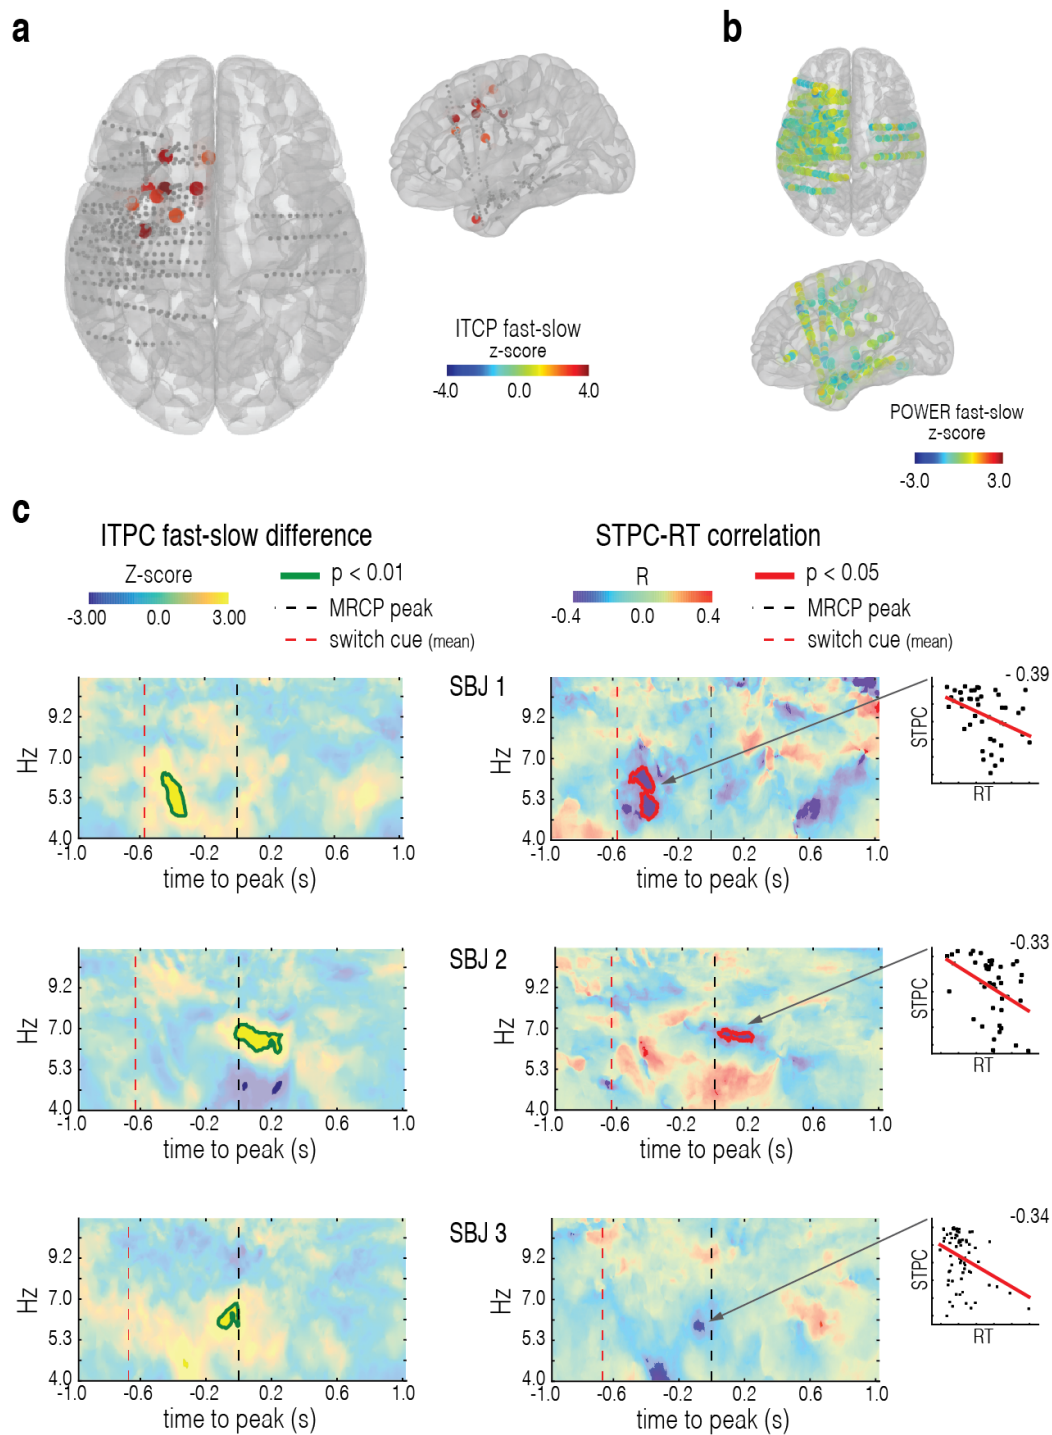 a
b
ITCP fast-slow
z-score
-4.0 0.0 4.0
POWER fast-slow
z-score
-3.0 3.0
c
ITPC fast-slow difference
Z-score
-3.00 0.0 3.00
p < 0.01
MRCP peak
switch cue (mean)
STPC-RT correlation
R
-0.4 0.0 0.4
p < 0.05
MRCP peak
switch cue (mean)
SBJ 1
Hz
9.2
7.0
5.3
4.0
-1.0 -0.6 -0.2 0.2 0.6 1.0
time to peak (s)
Hz
9.2
7.0
5.3
4.0
-1.0 -0.6 -0.2 0.2 0.6 1.0
time to peak (s)
-0.39
STPC
RT
SBJ 2
Hz
9.2
7.0
5.3
4.0
-1.0 -0.6 -0.2 0.2 0.6 1.0
time to peak (s)
Hz
9.2
7.0
5.3
4.0
-1.0 -0.6 -0.2 0.2 0.6 1.0
time to peak (s)
-0.33
STPC
RT
SBJ 3
Hz
9.2
7.0
5.3
4.0
-1.0 -0.6 -0.2 0.2 0.6 1.0
time to peak (s)
Hz
9.2
7.0
5.3
4.0
-1.0 -0.6 -0.2 0.2 0.6 1.0
time to peak (s)
-0.34
STPC
RT